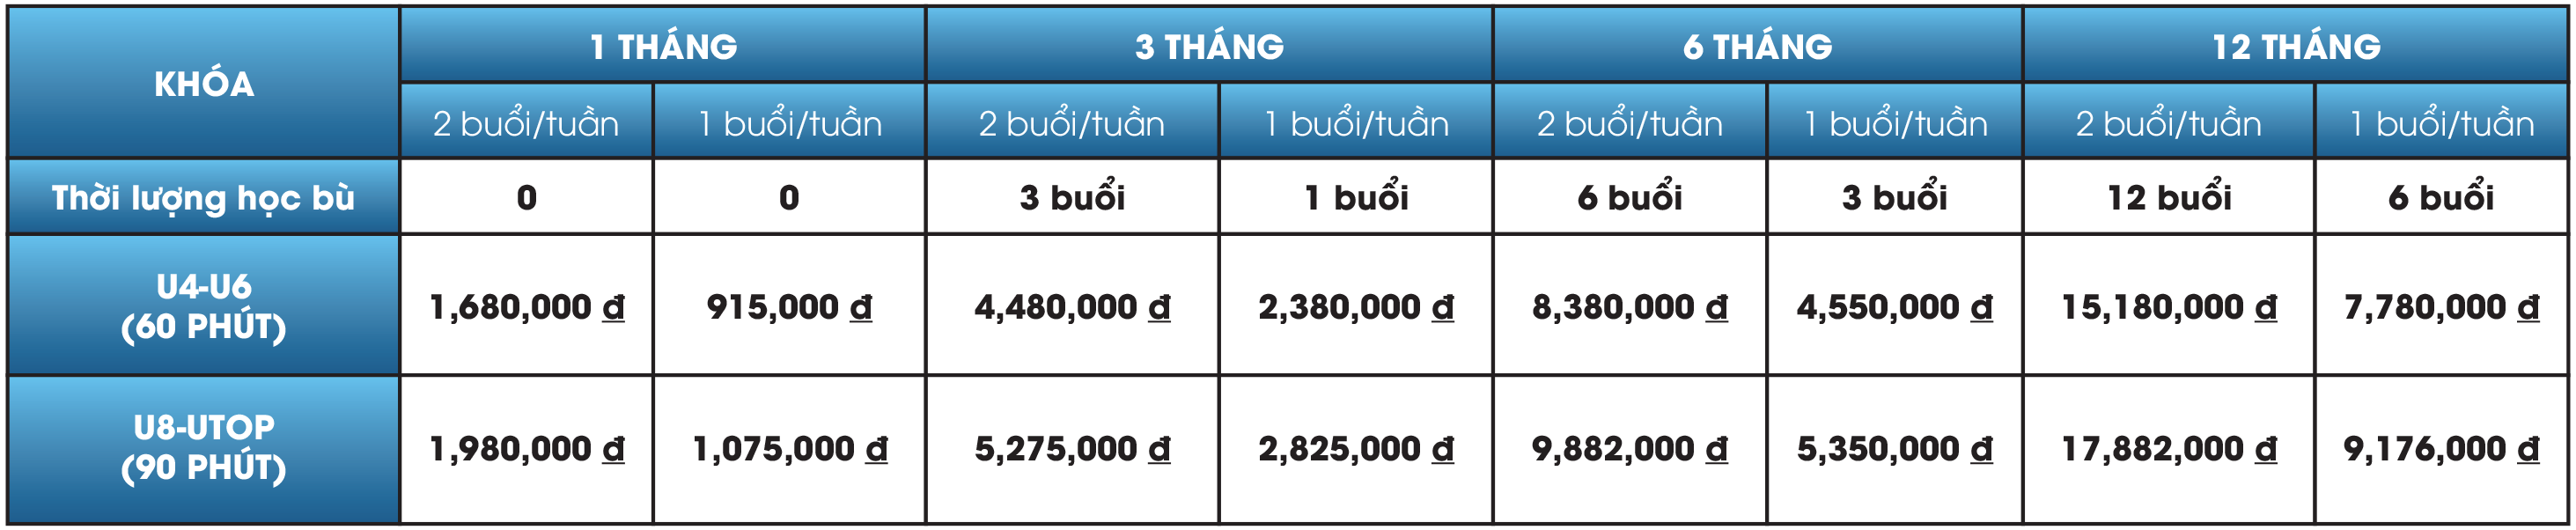 KHÓA
1 THÁNG
3 THÁNG
6 THÁNG
12 THÁNG
2 buổi/tuần
1 buổi/tuần
2 buổi/tuần
1 buổi/tuần
2 buổi/tuần
1 buổi/tuần
2 buổi/tuần
1 buổi/tuần
Thời lượng học bù
0
0
3 buổi
1 buổi
6 buổi
3 buổi
12 buổi
6 buổi
U4-U6
(60 PHÚT)
1,680,000 đ
915,000 đ
4,480,000 đ
2,380,000 đ
8,380,000 đ
4,550,000 đ
15,180,000 đ
7,780,000 đ
U8-UTOP
(90 PHÚT)
1,980,000 đ
1,075,000 đ
5,275,000 đ
2,825,000 đ
9,882,000 đ
5,350,000 đ
17,882,000 đ
9,176,000 đ